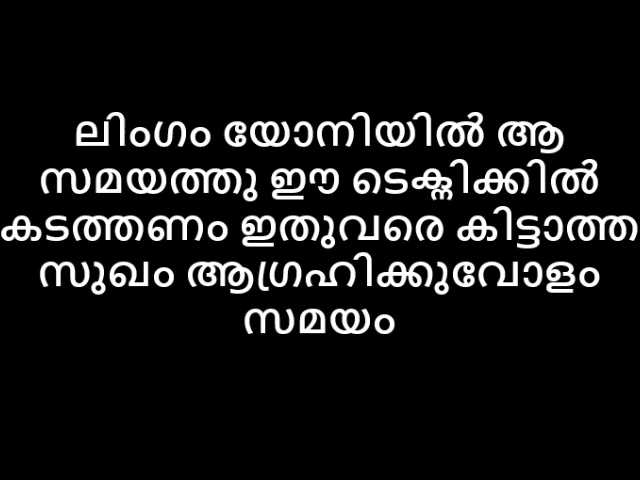 ലിംഗം യോനിയിൽ ആ
സമയത്തു ഈ ടെക്നിക്കിൽ
കടത്തണം ഇതുവരെ കിട്ടാത്ത
സുഖം ആഗ്രഹിക്കുവോളം
സമയം